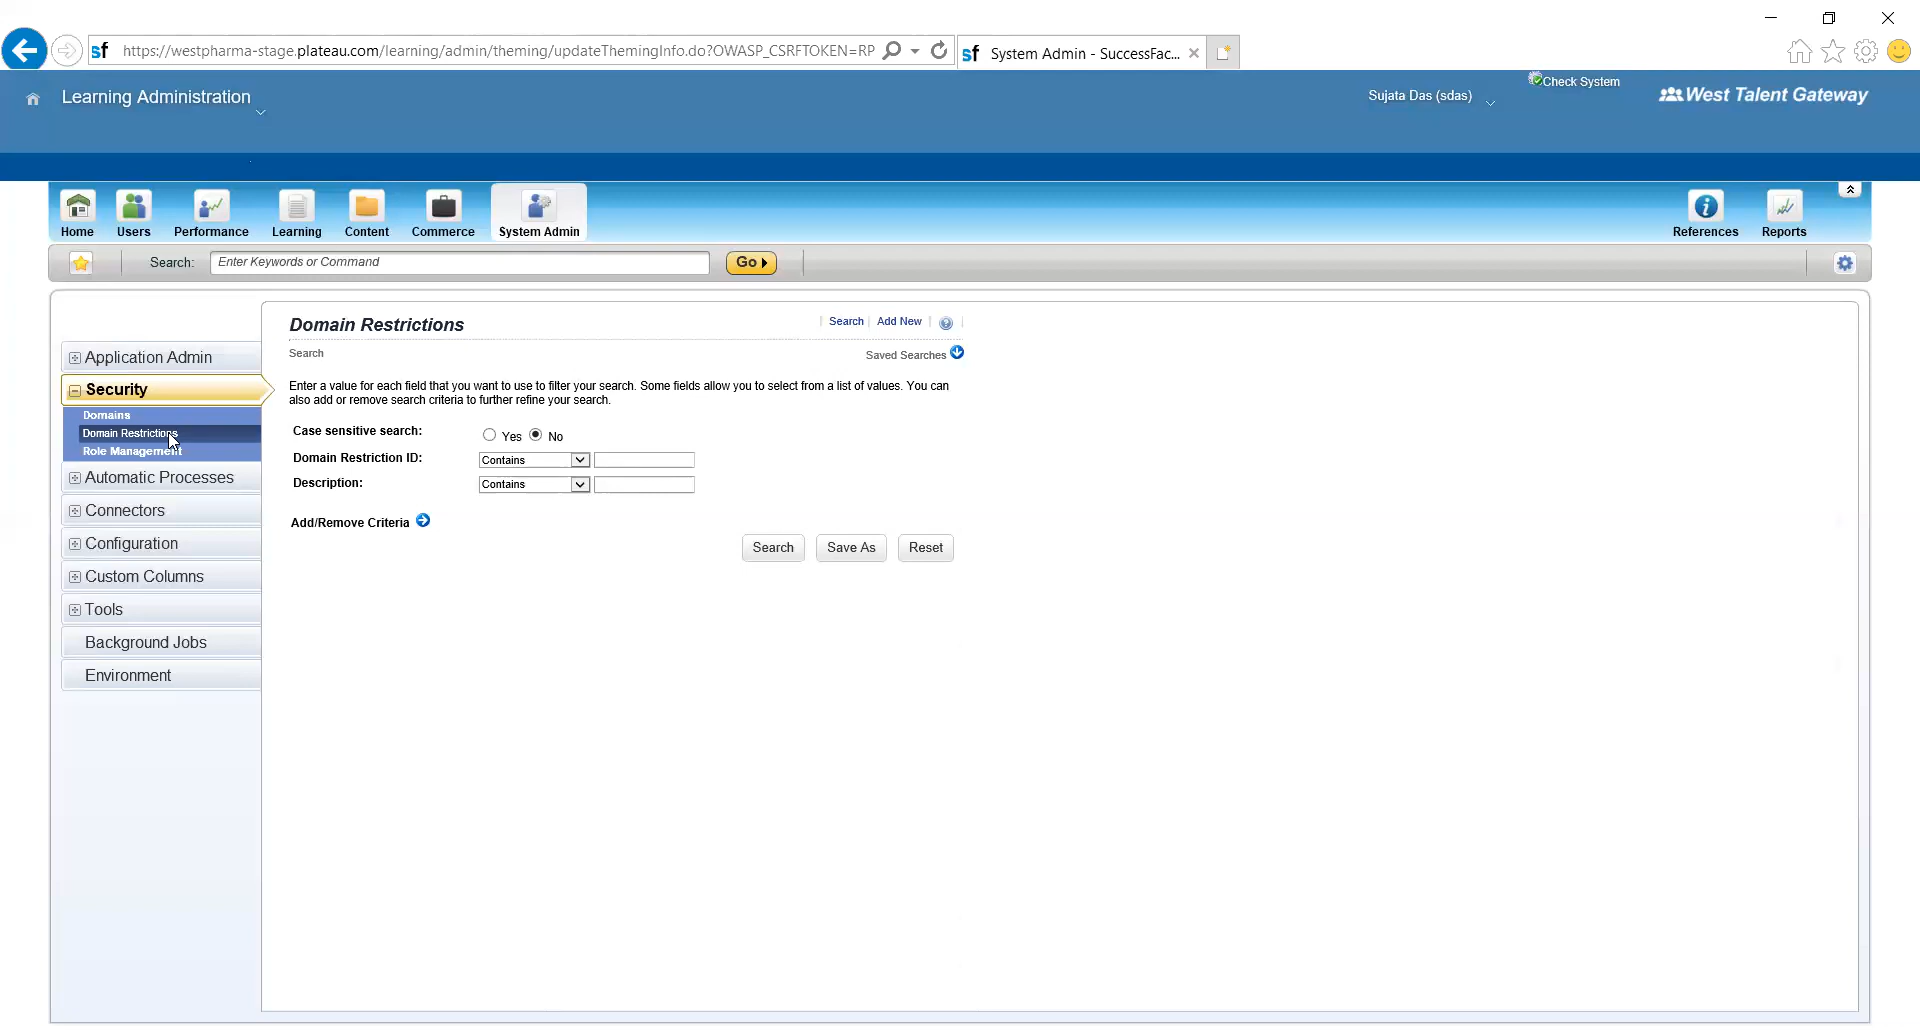 sf https://westpharma-stage.plateau.com/learning/admin/theming/updateThemingInfo.do?OWASP_CSRFTOKEN=RP
sf System Admin - SuccessFac...
Learning Administration
Sujata Das (sdas)
Check System
West Talent Gateway
Home
Users
Performance
Learning
Content
Commerce
System Admin
References
Reports
Search:
Enter Keywords or Command
Go
Application Admin
Security
Domains
Domain Restrictions
Role Management
Automatic Processes
Connectors
Configuration
Custom Columns
Tools
Background Jobs
Environment
Domain Restrictions
Search
Add New
Search
Saved Searches
Enter a value for each field that you want to use to filter your search. Some fields allow you to select from a list of values. You can
also add or remove search criteria to further refine your search.
Case sensitive search:
Yes
No
Domain Restriction ID:
Contains
Description:
Contains
Add/Remove Criteria
Search
Save As
Reset